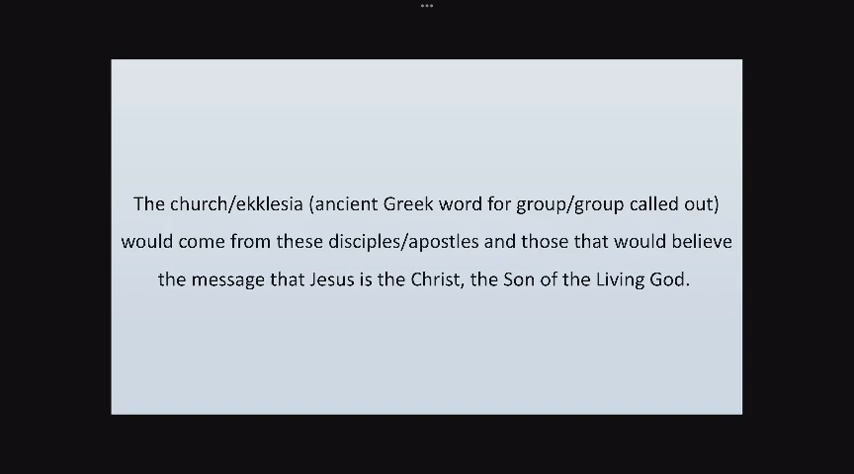 The church/ekklesia (ancient Greek word for group/group called out)
would come from these disciples/apostles and those that would believe
the message that Jesus is the Christ, the Son of the Living God.